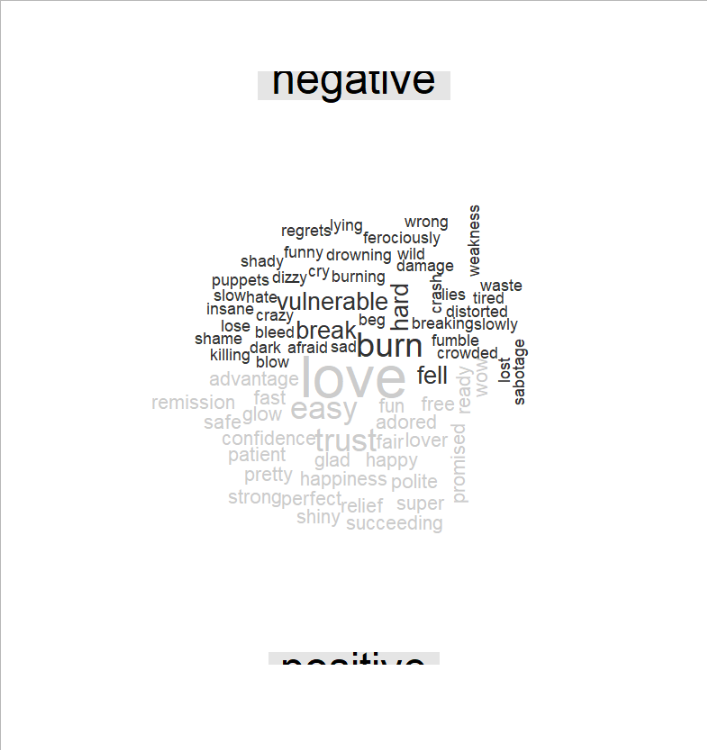 negative
weakness
wrong
regrets lying
ferociously
funny drowning wild
shady damage
puppets dizzy cry burning
crash waste
slow hate vulnerable hard lies tired
insane crazy distorted
lose bleed break beg breaking slowly
shame burn fumble
killing dark afraid sad crowded
blow lost sabotage
love fell wow
advantage ready
remission fast easy fun free
safe glow adored
confidence trust fair lover
patient glad happy promised
pretty happiness polite
strong perfect relief super
shiny succeeding
positive